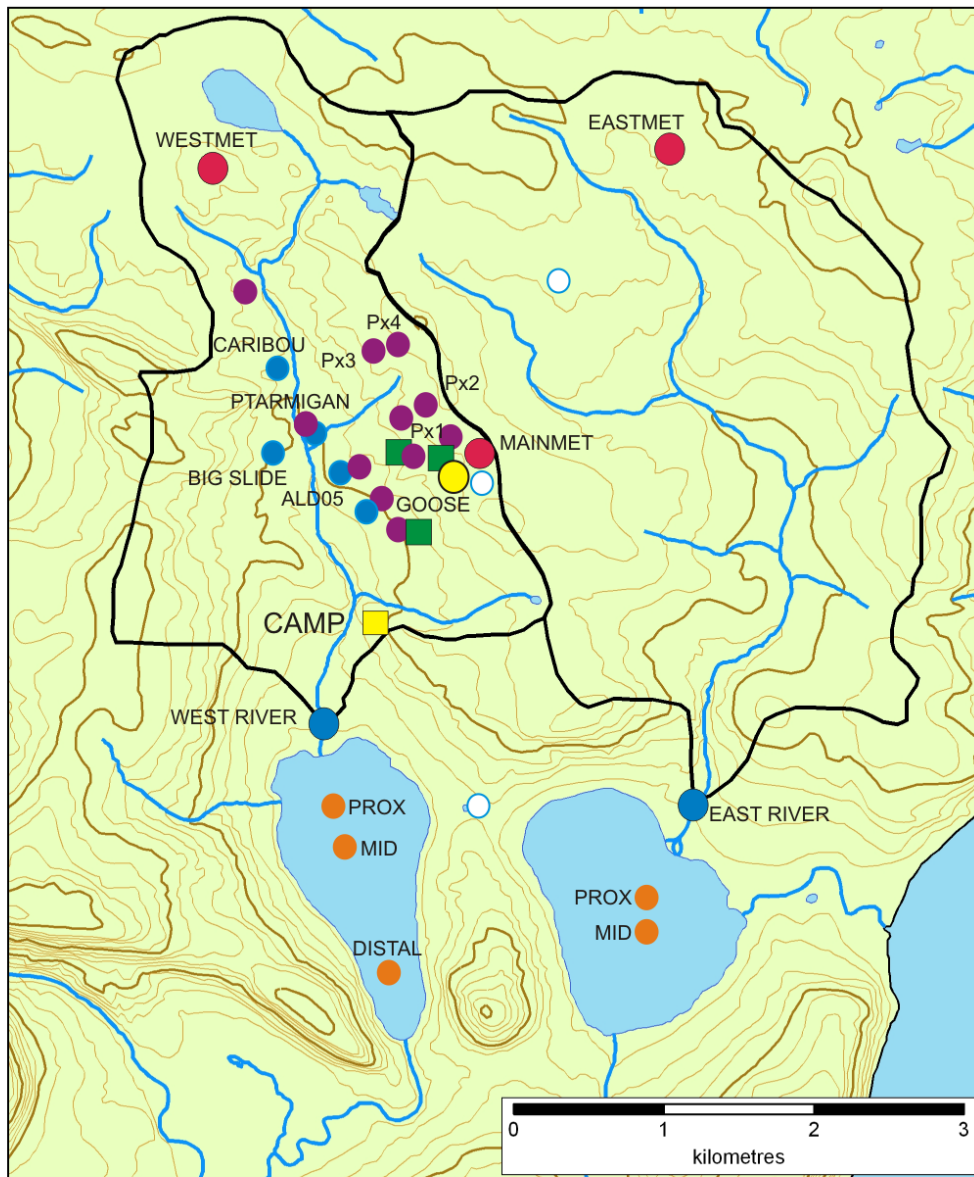 EASTMET
WESTMET
Px4
CARIBOU
Px3
Px2
PTARMIGAN
Px1
MAINMET
BIG SLIDE
ALD05
GOOSE
CAMP
WEST RIVER
PROX
EAST RIVER
MID
PROX
MID
DISTAL
0 1 2 3
kilometres